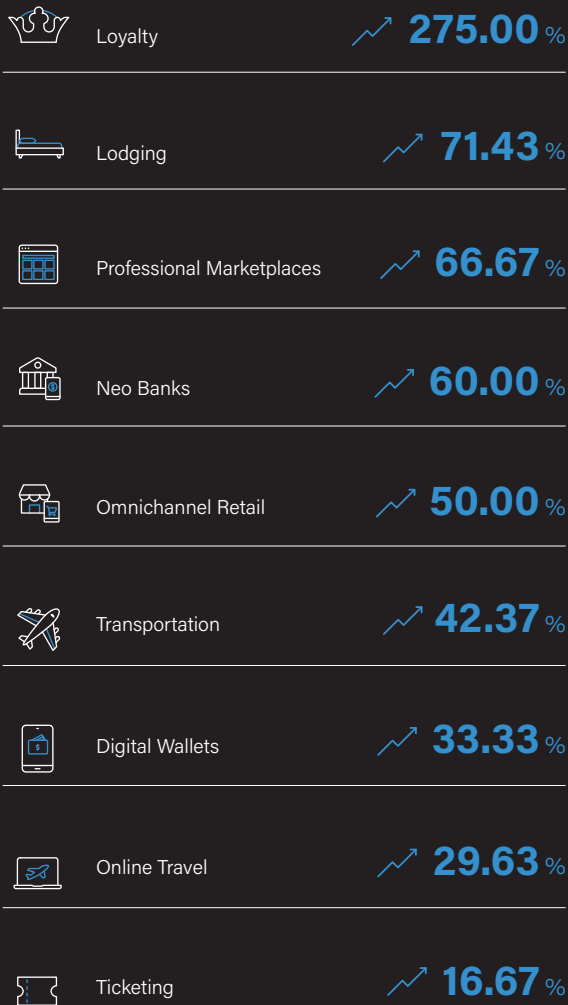 Loyalty 275.00 %
Lodging 71.43 %
Professional Marketplaces 66.67 %
Neo Banks 60.00 %
Omnichannel Retail 50.00 %
Transportation 42.37 %
Digital Wallets 33.33 %
Online Travel 29.63 %
Ticketing 16.67 %